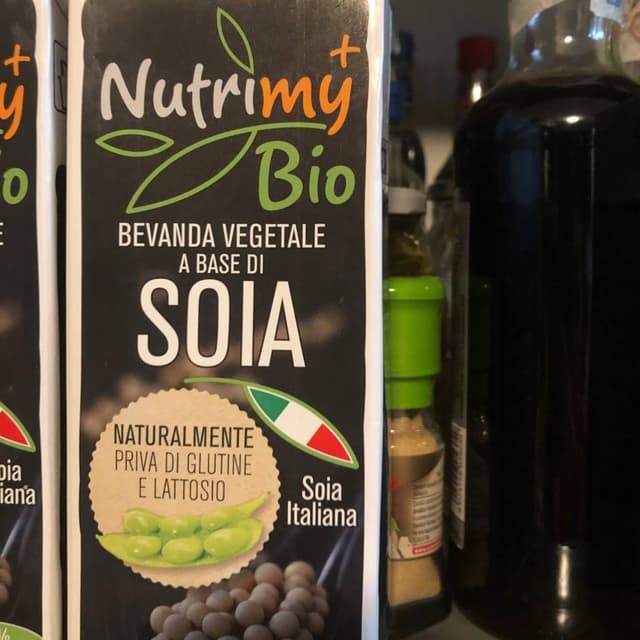 Nutrimy+
Bio
BEVANDA VEGETALE
A BASE DI
SOIA
NATURALMENTE
PRIVA DI GLUTINE
E LATTOSIO
Soia
Italiana